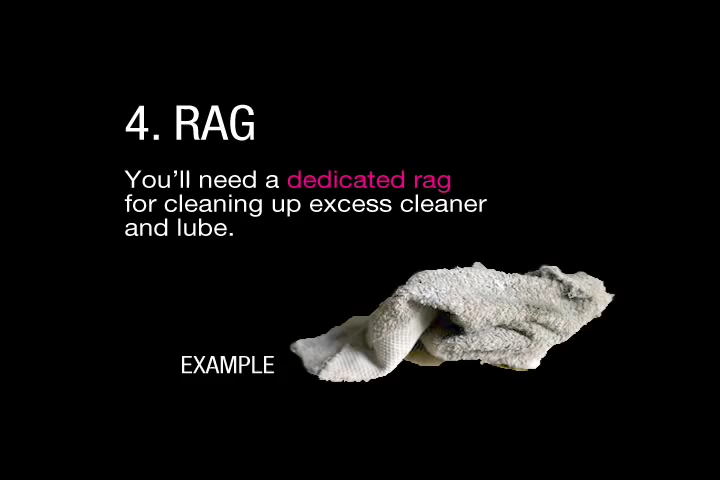 4. RAG
You'll need a dedicated rag
for cleaning up excess cleaner
and lube.
EXAMPLE